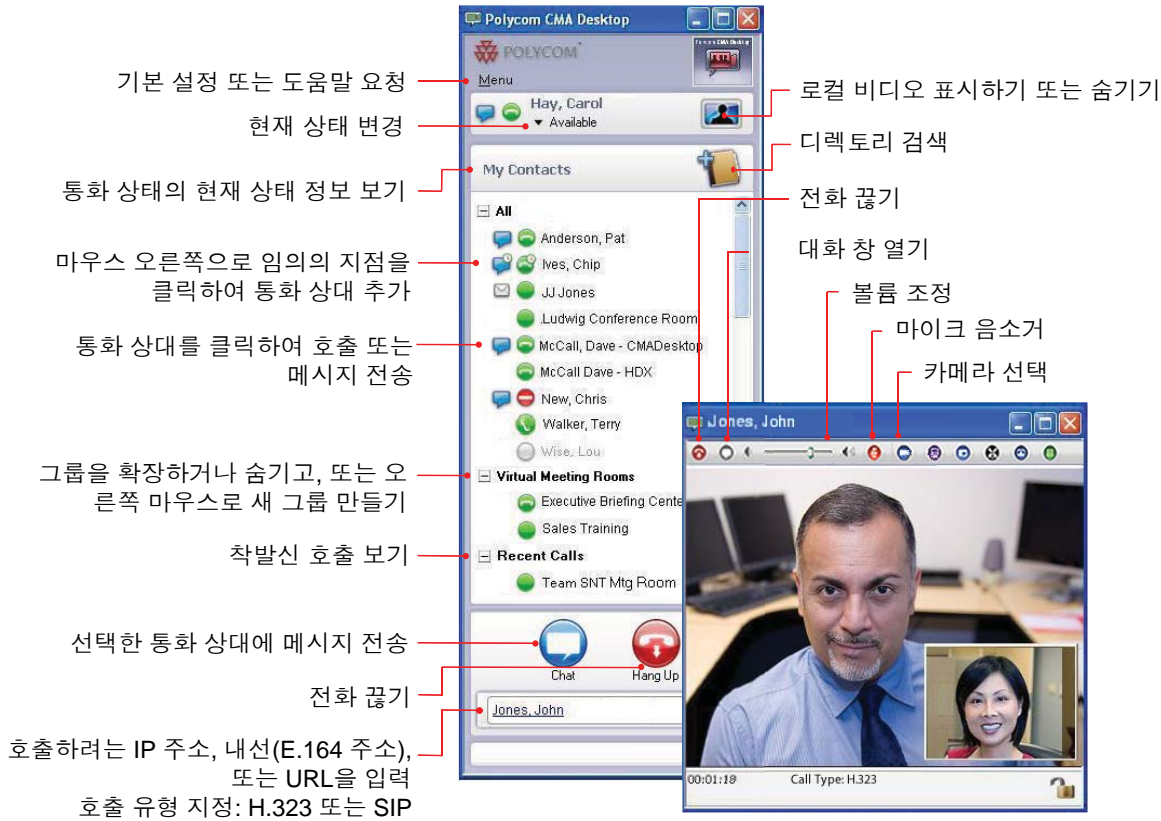 Polycom CMA Desktop
POLYCOM
Polycom CMA Desktop
Menu
Hay, Carol
Available
My Contacts
All
Anderson, Pat
Ives, Chip
JJ Jones
Ludwig Conference Room
McCall, Dave - CMADesktop
McCall Dave - HDX
New, Chris
Walker, Terry
Wise, Lou
Virtual Meeting Rooms
Executive Briefing Cente
Sales Training
Recent Calls
Team SNT Mtg Room
Chat
Hang Up
Jones, John
기본 설정 또는 도움말 요청
현재 상태 변경
통화 상태의 현재 상태 정보 보기
마우스 오른쪽으로 임의의 지점을
클릭하여 통화 상대 추가
통화 상대를 클릭하여 호출 또는
메시지 전송
그룹을 확장하거나 숨기고, 또는 오
른쪽 마우스로 새 그룹 만들기
착발신 호출 보기
선택한 통화 상대에 메시지 전송
전화 끊기
호출하려는 IP 주소, 내선(E.164 주소),
또는 URL을 입력
호출 유형 지정: H.323 또는 SIP
로컬 비디오 표시하기 또는 숨기기
디렉토리 검색
전화 끊기
대화 창 열기
볼륨 조정
마이크 음소거
카메라 선택
Jones, John
00:01:19
Call Type: H.323